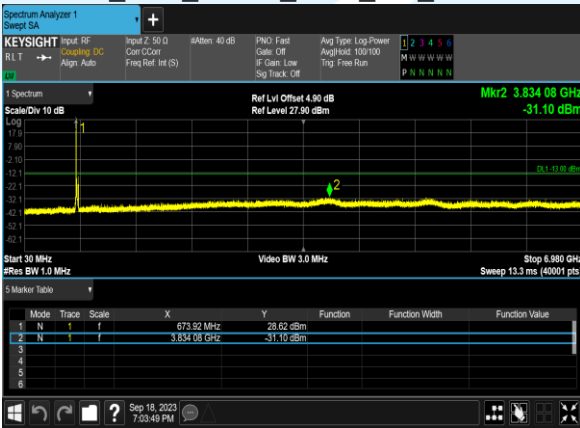 Spectrum Analyzer 1
Swept SA
+
KEYSIGHT Input: RF Input Z: 50 Ω #Atten: 40 dB PNO: Fast Avg Type: Log-Power 1 2 3 4 5 6
RLT Coupling: DC Corr CCorr Gate: Off Avg|Hold: 100/100 M W W W W W
Align: Auto Freq Ref: Int (S) IF Gain: Low Trig: Free Run
Sig Track: Off P N N N N N
1 Spectrum Ref Lvl Offset 4.90 dB Mkr2 3.834 08 GHz
Scale/Div 10 dB Ref Level 27.90 dBm -31.10 dBm
Log
17.9
7.90
-2.10
-12.1
-22.1
-32.1
-42.1
-52.1
-62.1
1
DL1 -13.00 dBm
2
Start 30 MHz Video BW 3.0 MHz Stop 6.980 GHz
#Res BW 1.0 MHz Sweep 13.3 ms (40001 pts
5 Marker Table
Mode Trace Scale X Y Function Function Width Function Value
1 N 1 f 673.92 MHz 28.62 dBm
2 N 1 f 3.834 08 GHz -31.10 dBm
3
4
5
6
? Sep 18, 2023
7:03:49 PM